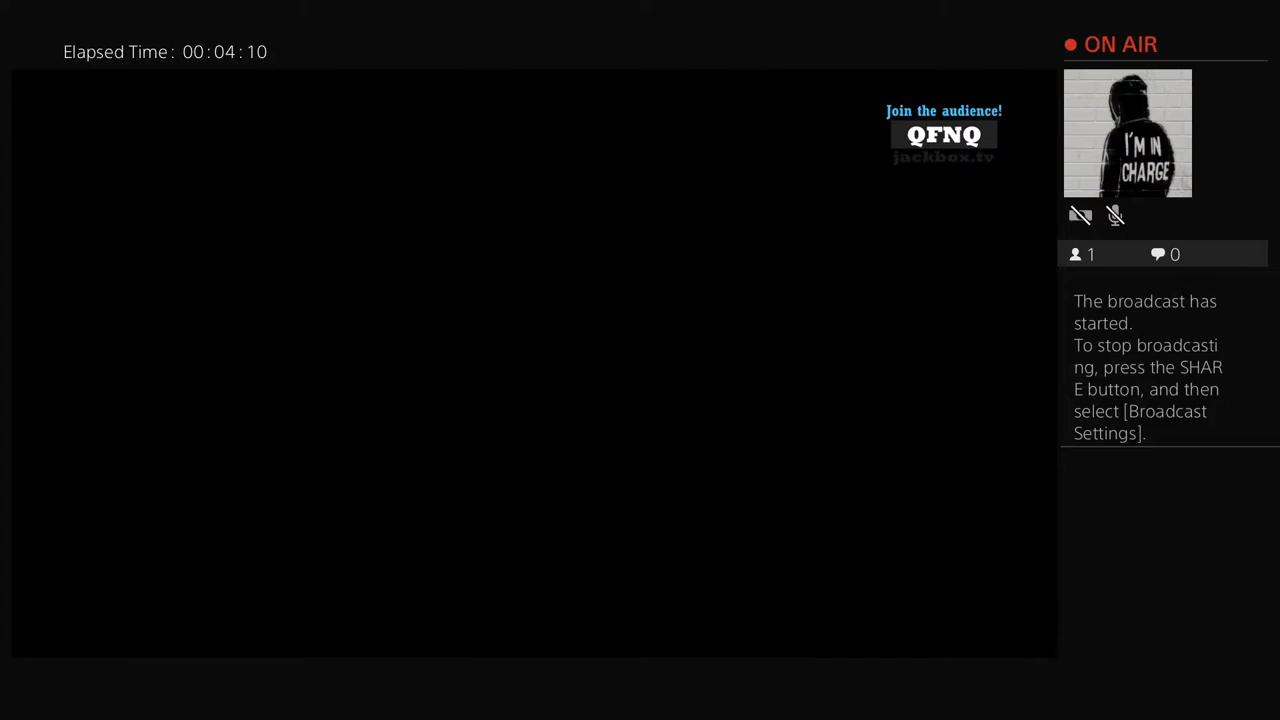 Elapsed Time: 00:04:10
ON AIR
Join the audience!
QFNQ
jackbox.tv
I'M IN
CHARGE
1
0
The broadcast has
started.
To stop broadcasti
ng, press the SHAR
E button, and then
select [Broadcast
Settings].